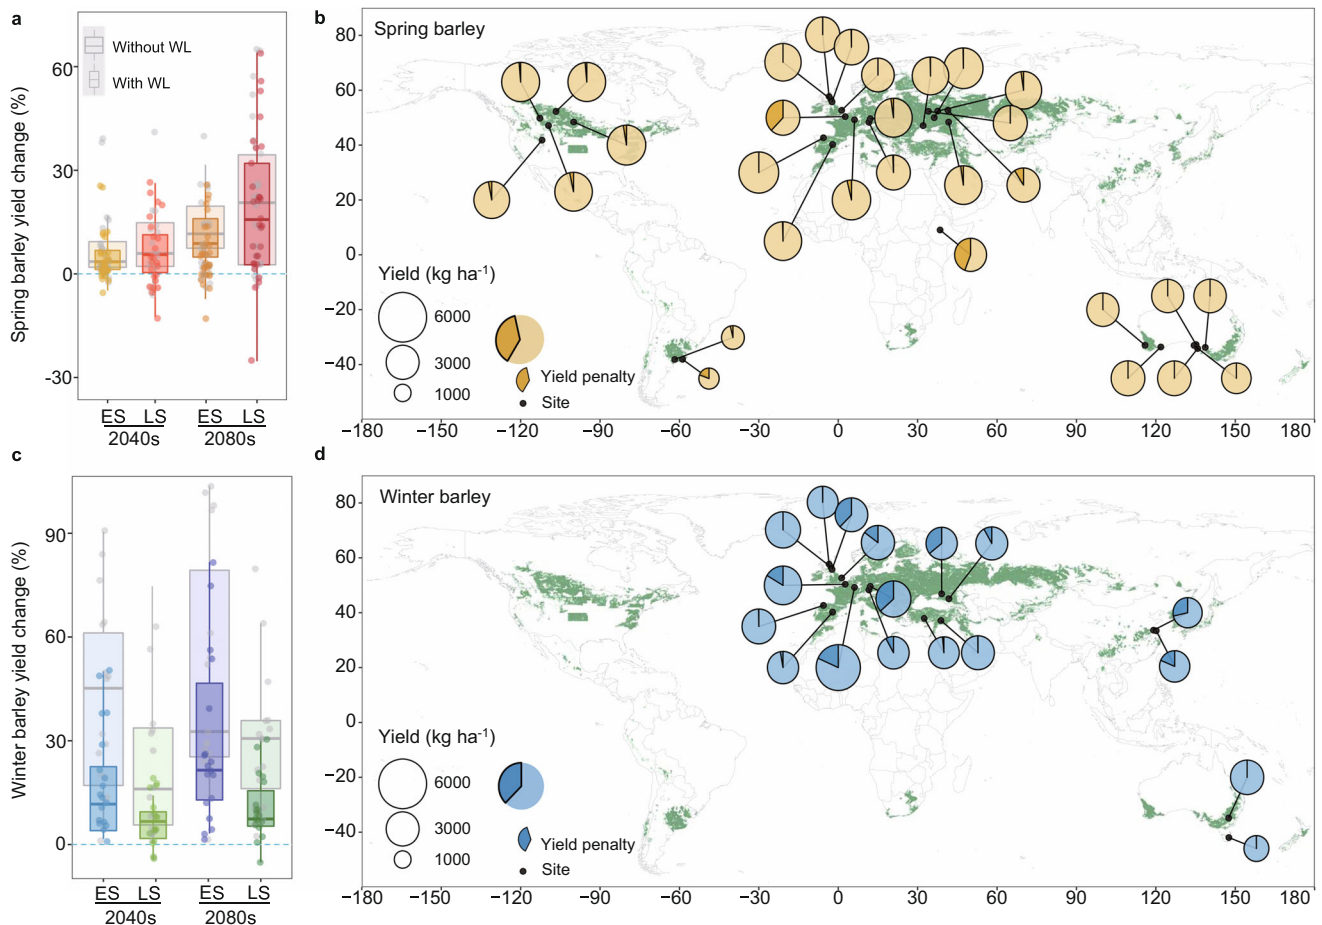 a
Without WL
With WL
Spring barley yield change (%)
60
30
0
-30
ES LS ES LS
2040s 2080s
b
Spring barley
80
60
40
20
0
−20
−40
Yield (kg ha-1)
6000
3000
1000
Yield penalty
Site
−180 −150 −120 −90 −60 −30 0 30 60 90 120 150 180
c
Winter barley yield change (%)
90
60
30
0
ES LS ES LS
2040s 2080s
d
Winter barley
80
60
40
20
0
−20
−40
Yield (kg ha-1)
6000
3000
1000
Yield penalty
Site
−180 −150 −120 −90 −60 −30 0 30 60 90 120 150 180